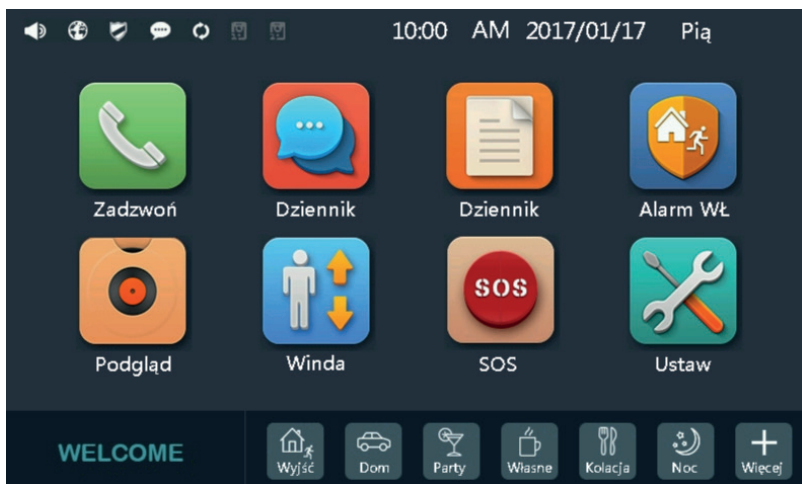 10:00 AM 2017/01/17 Pią
Zadzwoń Dziennik Dziennik Alarm WŁ
SOS
Podgląd Winda SOS Ustaw
WELCOME Wyjść Dom Party Własne Kolacja Noc Więcej